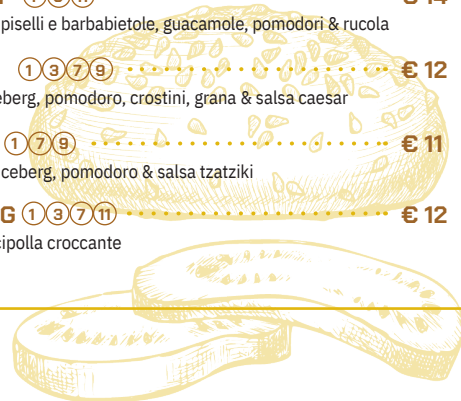 piselli e barbabietole, guacamole, pomodori & rucola
1 3 7 9 € 12
eberg, pomodoro, crostini, grana & salsa caesar
1 7 9 € 11
ceberg, pomodoro & salsa tzatziki
G 1 3 7 11 € 12
cipolla croccante